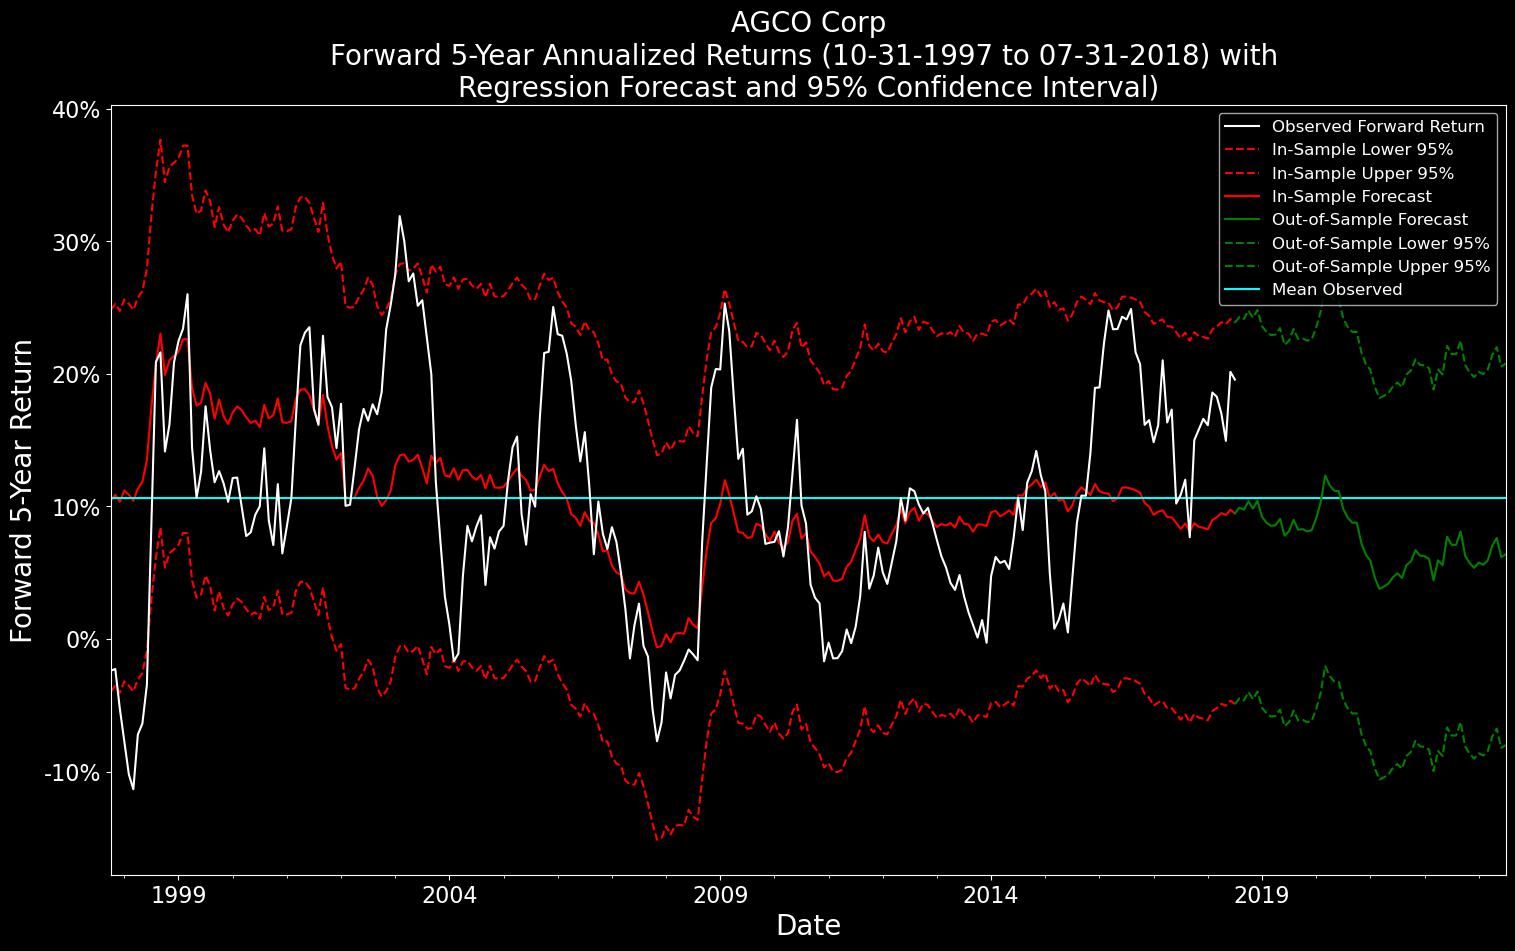 AGCO Corp
Forward 5-Year Annualized Returns (10-31-1997 to 07-31-2018) with
Regression Forecast and 95% Confidence Interval)
Forward 5-Year Return
40%
30%
20%
10%
0%
-10%
Observed Forward Return
In-Sample Lower 95%
In-Sample Upper 95%
In-Sample Forecast
Out-of-Sample Forecast
Out-of-Sample Lower 95%
Out-of-Sample Upper 95%
Mean Observed
1999 2004 2009 2014 2019
Date